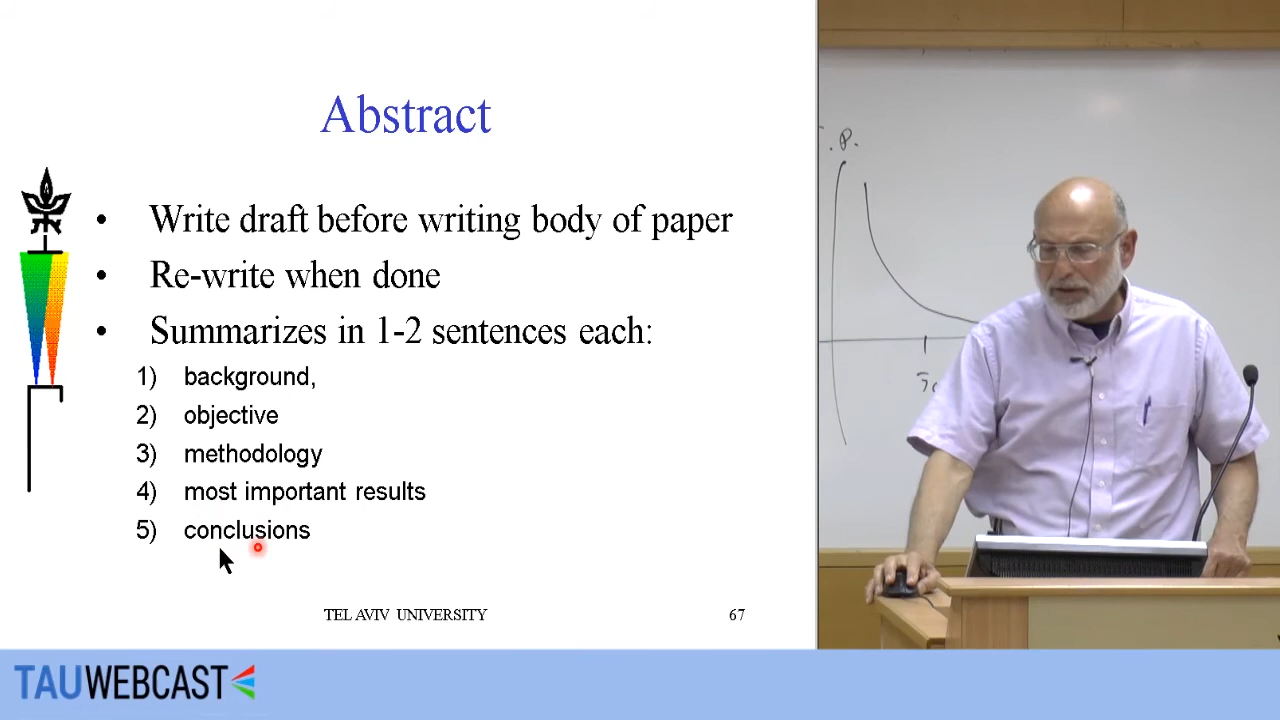 Abstract
• Write draft before writing body of paper
• Re-write when done
• Summarizes in 1-2 sentences each:
1) background,
2) objective
3) methodology
4) most important results
5) conclusions
TEL AVIV UNIVERSITY 67
TAUWEBCAST